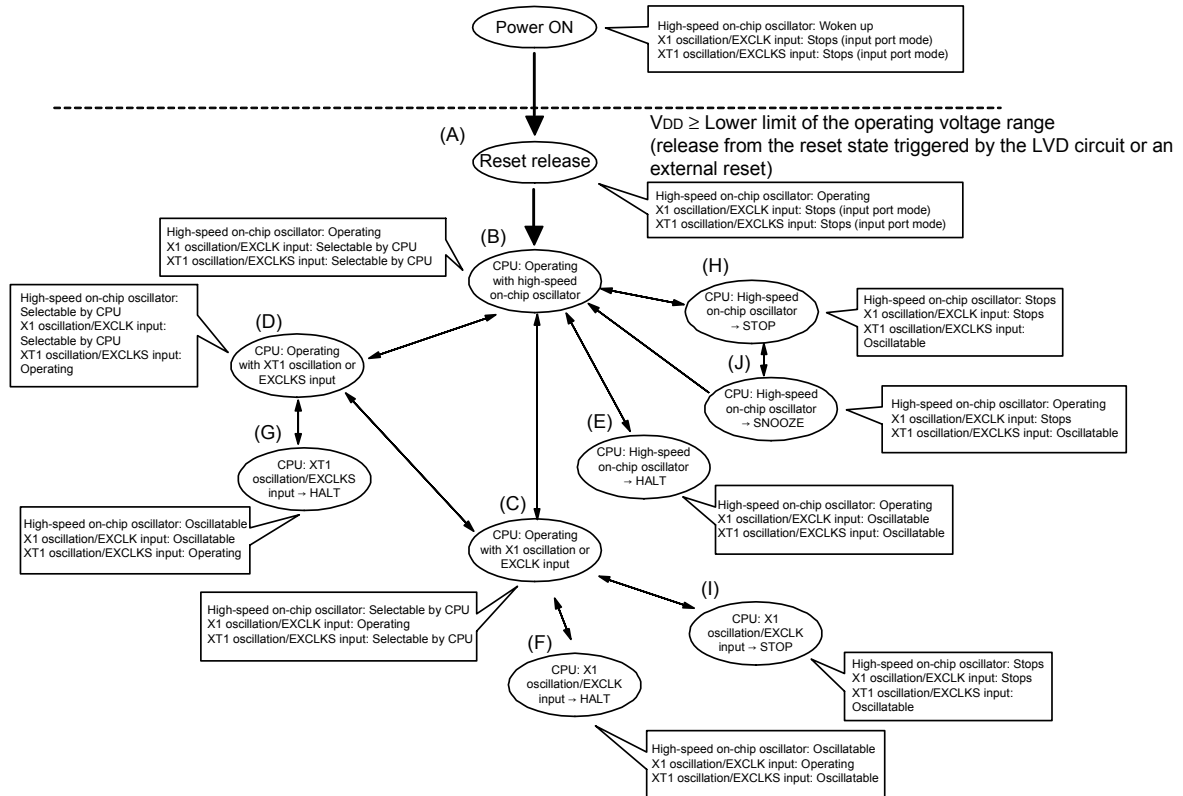 Power ON
High-speed on-chip oscillator: Woken up
X1 oscillation/EXCLK input: Stops (input port mode)
XT1 oscillation/EXCLKS input: Stops (input port mode)
VDD ≥ Lower limit of the operating voltage range
(release from the reset state triggered by the LVD circuit or an
external reset)
(A)
Reset release
High-speed on-chip oscillator: Operating
X1 oscillation/EXCLK input: Stops (input port mode)
XT1 oscillation/EXCLKS input: Stops (input port mode)
High-speed on-chip oscillator: Operating
X1 oscillation/EXCLK input: Selectable by CPU
XT1 oscillation/EXCLKS input: Selectable by CPU
(B)
CPU: Operating
with high-speed
on-chip oscillator
(H)
CPU: High-speed
on-chip oscillator
→ STOP
High-speed on-chip oscillator: Stops
X1 oscillation/EXCLK input: Stops
XT1 oscillation/EXCLKS input:
Oscillatable
High-speed on-chip oscillator:
Selectable by CPU
X1 oscillation/EXCLK input:
Selectable by CPU
XT1 oscillation/EXCLKS input:
Operating
(D)
CPU: Operating
with XT1 oscillation or
EXCLKS input
(J)
CPU: High-speed
on-chip oscillator
→ SNOOZE
High-speed on-chip oscillator: Operating
X1 oscillation/EXCLK input: Stops
XT1 oscillation/EXCLKS input: Oscillatable
(G)
CPU: XT1
oscillation/EXCLKS
input → HALT
(E)
CPU: High-speed
on-chip oscillator
→ HALT
High-speed on-chip oscillator: Oscillatable
X1 oscillation/EXCLK input: Oscillatable
XT1 oscillation/EXCLKS input: Operating
High-speed on-chip oscillator: Operating
X1 oscillation/EXCLK input: Oscillatable
XT1 oscillation/EXCLKS input: Oscillatable
(C)
CPU: Operating
with X1 oscillation or
EXCLK input
High-speed on-chip oscillator: Selectable by CPU
X1 oscillation/EXCLK input: Operating
XT1 oscillation/EXCLKS input: Selectable by CPU
(I)
CPU: X1
oscillation/EXCLK
input → STOP
High-speed on-chip oscillator: Stops
X1 oscillation/EXCLK input: Stops
XT1 oscillation/EXCLKS input:
Oscillatable
(F)
CPU: X1
oscillation/EXCLK
input → HALT
High-speed on-chip oscillator: Oscillatable
X1 oscillation/EXCLK input: Operating
XT1 oscillation/EXCLKS input: Oscillatable